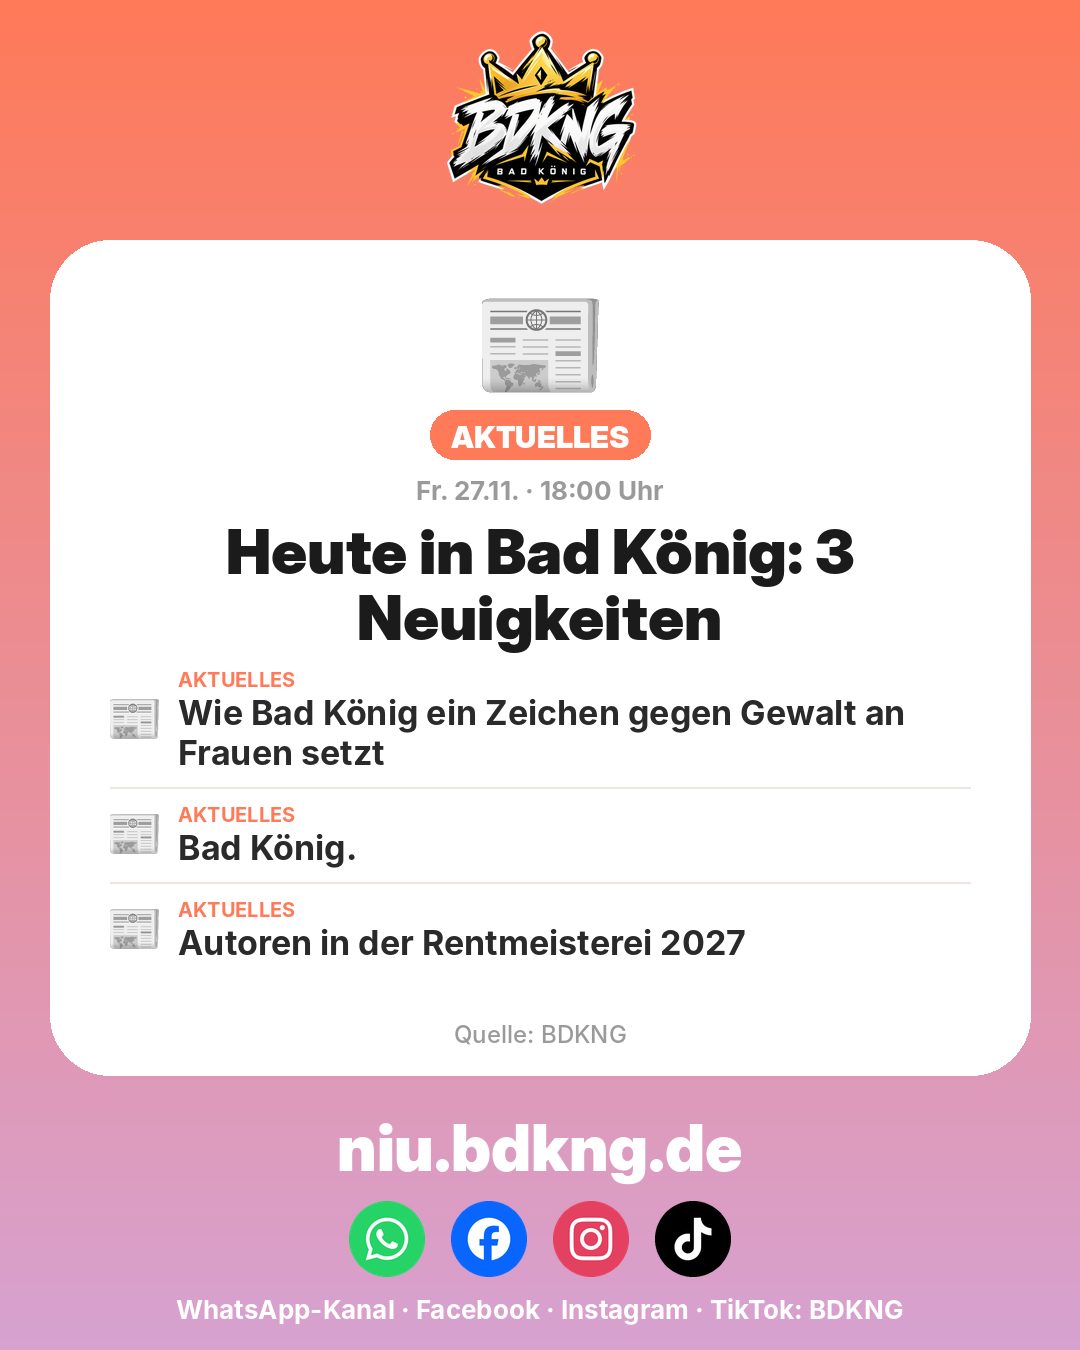 BDKNG
BAD KÖNIG
AKTUELLES
Fr. 27.11. · 18:00 Uhr
Heute in Bad König: 3
Neuigkeiten
AKTUELLES
Wie Bad König ein Zeichen gegen Gewalt an
Frauen setzt
AKTUELLES
Bad König.
AKTUELLES
Autoren in der Rentmeisterei 2027
Quelle: BDKNG
niu.bdkng.de
WhatsApp-Kanal · Facebook · Instagram · TikTok: BDKNG